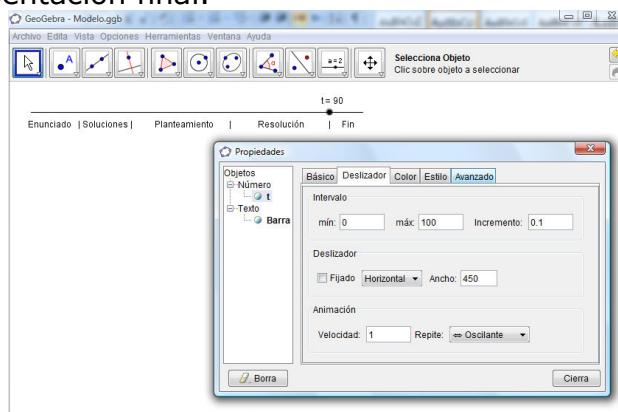 entación final.
GeoGebra - Modelo.ggb
Archivo Edita Vista Opciones Herramientas Ventana Ayuda
A
α
a=2
Selecciona Objeto
Clic sobre objeto a seleccionar
t = 90
Enunciado | Soluciones | Planteamiento | Resolución | Fin
Propiedades
Objetos
Número
t
Texto
Barra
Básico Deslizador Color Estilo Avanzado
Intervalo
mín: 0 máx: 100 Incremento: 0.1
Deslizador
Fijado Horizontal Ancho: 450
Animación
Velocidad: 1 Repite: ⇔ Oscilante
Borra Cierra